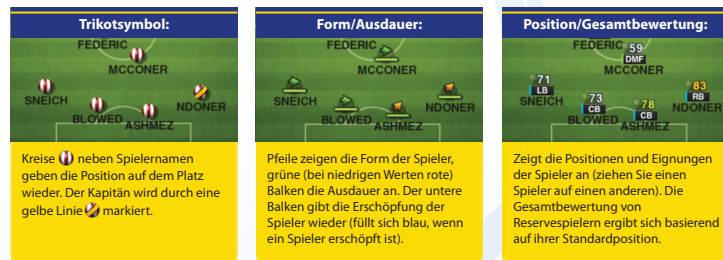 Trikotsymbol:
FEDERIC
MCCONER
SNEICH
NDONER
BLOWED
ASHMEZ
Kreise neben Spielernamen
geben die Position auf dem Platz
wieder. Der Kapitän wird durch eine
gelbe Linie markiert.
Form/Ausdauer:
FEDERIC
MCCONER
SNEICH
NDONER
BLOWED
ASHMEZ
Pfeile zeigen die Form der Spieler,
grüne (bei niedrigen Werten rote)
Balken die Ausdauer an. Der untere
Balken gibt die Erschöpfung der
Spieler wieder (füllt sich blau, wenn
ein Spieler erschöpft ist).
Position/Gesamtbewertung:
FEDERIC
59
DMF
MCCONER
71
LB
SNEICH
83
RB
NDONER
73
CB
BLOWED
78
CB
ASHMEZ
Zeigt die Positionen und Eignungen
der Spieler an (ziehen Sie einen
Spieler auf einen anderen). Die
Gesamtbewertung von
Reservespielern ergibt sich basierend
auf ihrer Standardposition.